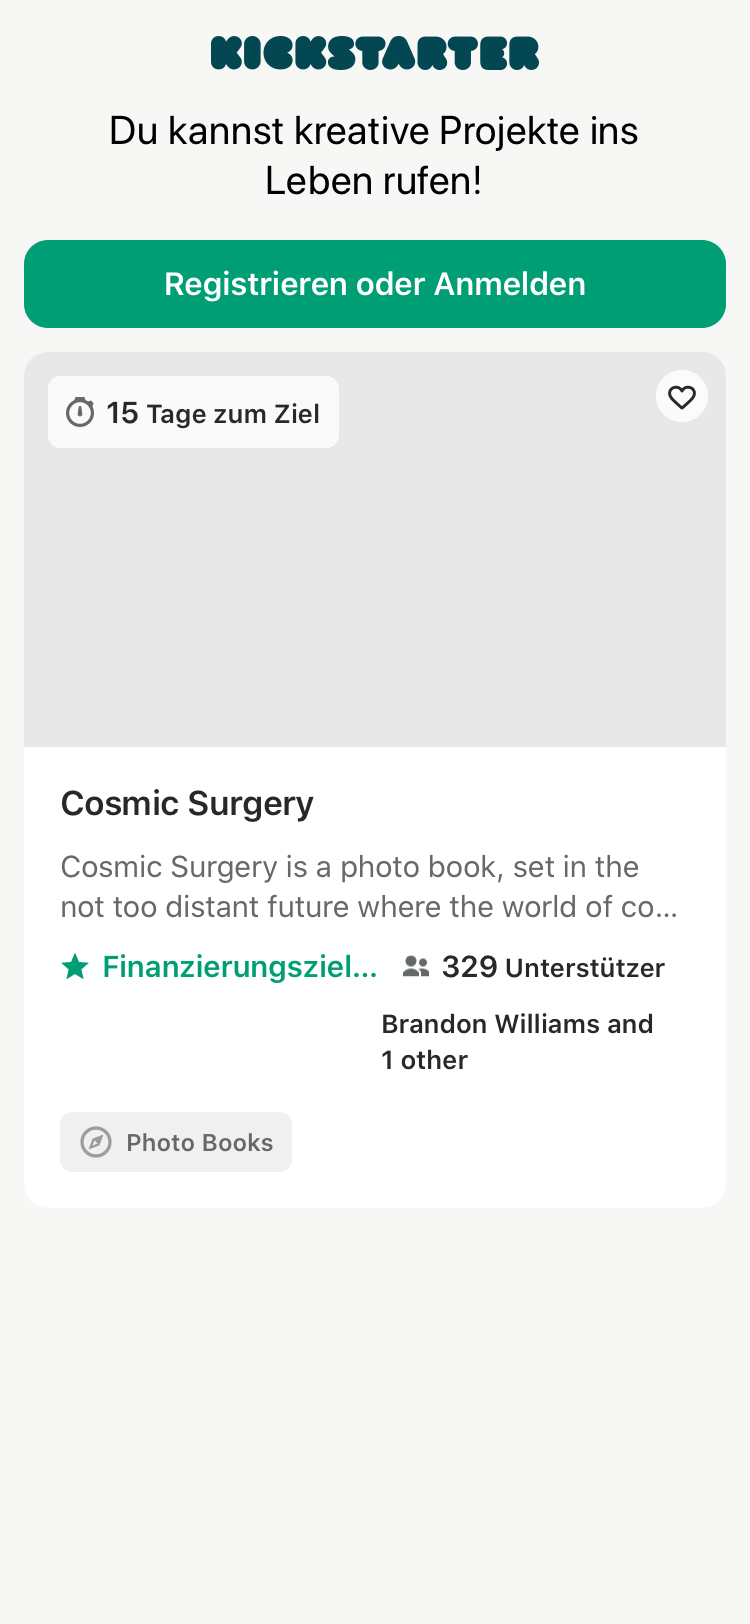 KICKSTARTER
Du kannst kreative Projekte ins
Leben rufen!
Registrieren oder Anmelden
15 Tage zum Ziel
Cosmic Surgery
Cosmic Surgery is a photo book, set in the
not too distant future where the world of co...
Finanzierungsziel...
329 Unterstützer
Brandon Williams and
1 other
Photo Books